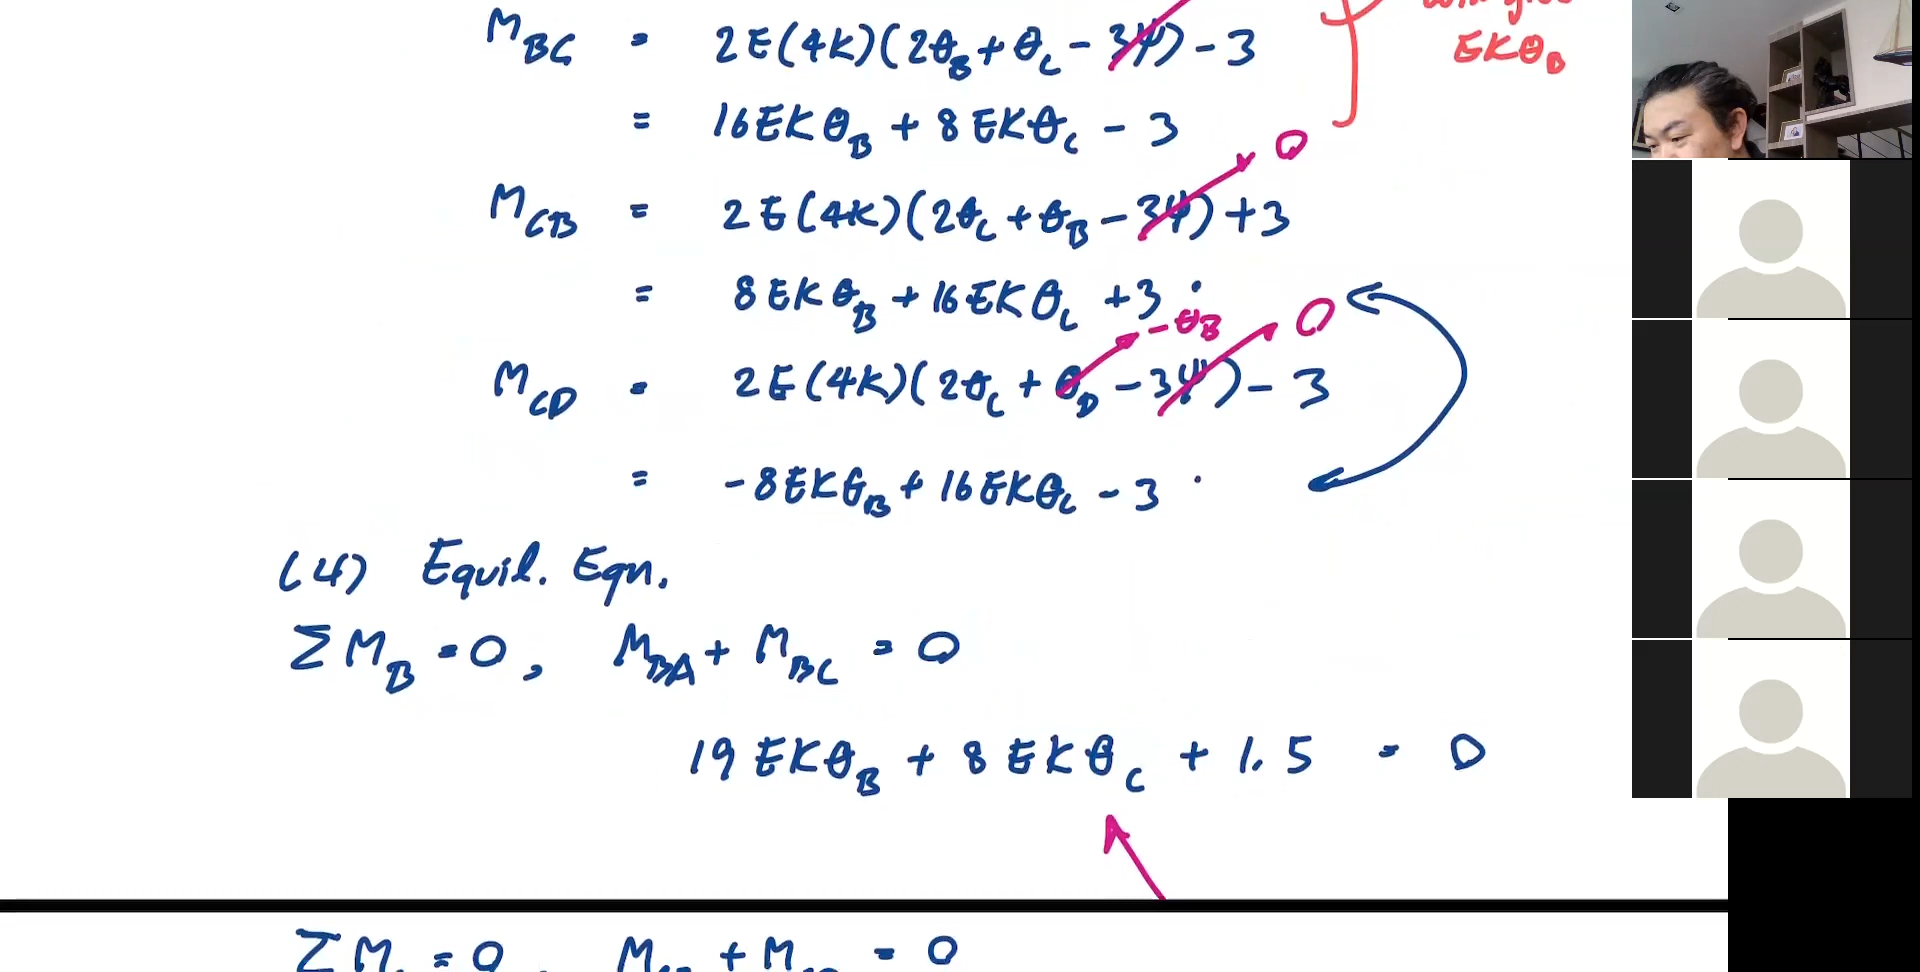 M_BC = 2E(4K)(2θ_B + θ_C - 3ψ) - 3
EKθ_B
= 16EKθ_B + 8EKθ_C - 3
0
M_CB = 2E(4K)(2θ_C + θ_B - 3ψ) + 3
= 8EKθ_B + 16EKθ_C + 3
-θ_B 0
M_CD = 2E(4K)(2θ_C + θ_D - 3ψ) - 3
= -8EKθ_B + 16EKθ_C - 3
(4) Equil. Eqn.
ΣM_B = 0, M_BA + M_BC = 0
19EKθ_B + 8EKθ_C + 1.5 = 0